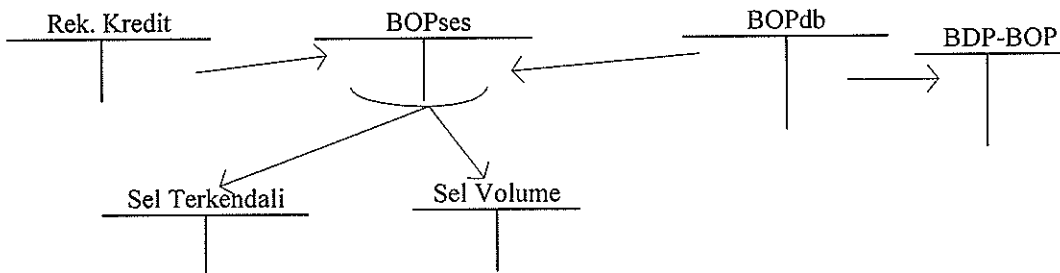 Rek. Kredit
BOPses
BOPdb
BDP-BOP
Sel Terkendali
Sel Volume